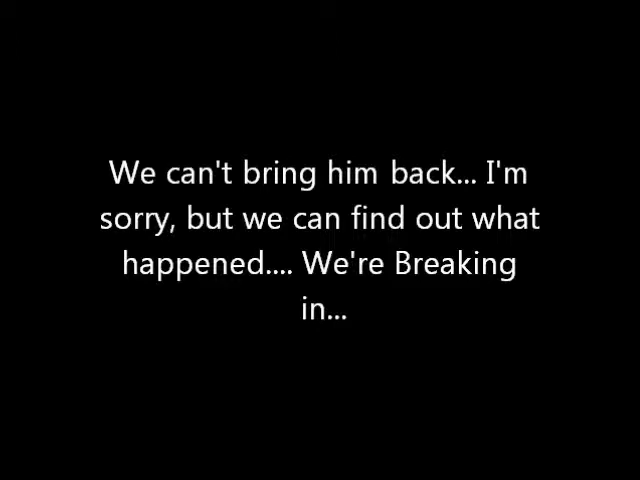 We can't bring him back... I'm
sorry, but we can find out what
happened.... We're Breaking
in...